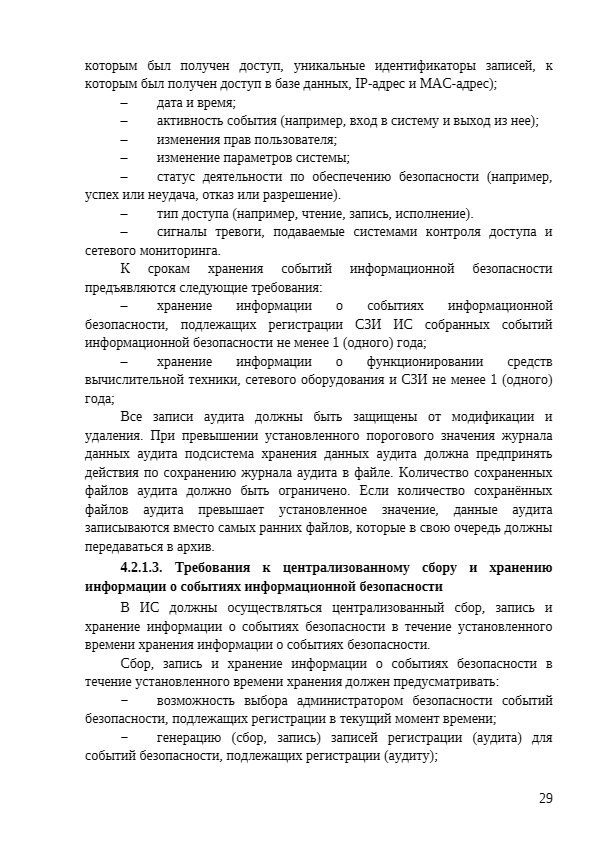 которым был получен доступ, уникальные идентификаторы записей, к
которым был получен доступ в базе данных, IP-адрес и MAC-адрес);
– дата и время;
– активность события (например, вход в систему и выход из нее);
– изменения прав пользователя;
– изменение параметров системы;
– статус деятельности по обеспечению безопасности (например,
успех или неудача, отказ или разрешение).
– тип доступа (например, чтение, запись, исполнение).
– сигналы тревоги, подаваемые системами контроля доступа и
сетевого мониторинга.
К срокам хранения событий информационной безопасности
предъявляются следующие требования:
– хранение информации о событиях информационной
безопасности, подлежащих регистрации СЗИ ИС собранных событий
информационной безопасности не менее 1 (одного) года;
– хранение информации о функционировании средств
вычислительной техники, сетевого оборудования и СЗИ не менее 1 (одного)
года;
Все записи аудита должны быть защищены от модификации и
удаления. При превышении установленного порогового значения журнала
данных аудита подсистема хранения данных аудита должна предпринять
действия по сохранению журнала аудита в файле. Количество сохраненных
файлов аудита должно быть ограничено. Если количество сохранённых
файлов аудита превышает установленное значение, данные аудита
записываются вместо самых ранних файлов, которые в свою очередь должны
передаваться в архив.
4.2.1.3. Требования к централизованному сбору и хранению
информации о событиях информационной безопасности
В ИС должны осуществляться централизованный сбор, запись и
хранение информации о событиях безопасности в течение установленного
времени хранения информации о событиях безопасности.
Сбор, запись и хранение информации о событиях безопасности в
течение установленного времени хранения должен предусматривать:
− возможность выбора администратором безопасности событий
безопасности, подлежащих регистрации в текущий момент времени;
− генерацию (сбор, запись) записей регистрации (аудита) для
событий безопасности, подлежащих регистрации (аудиту);
29